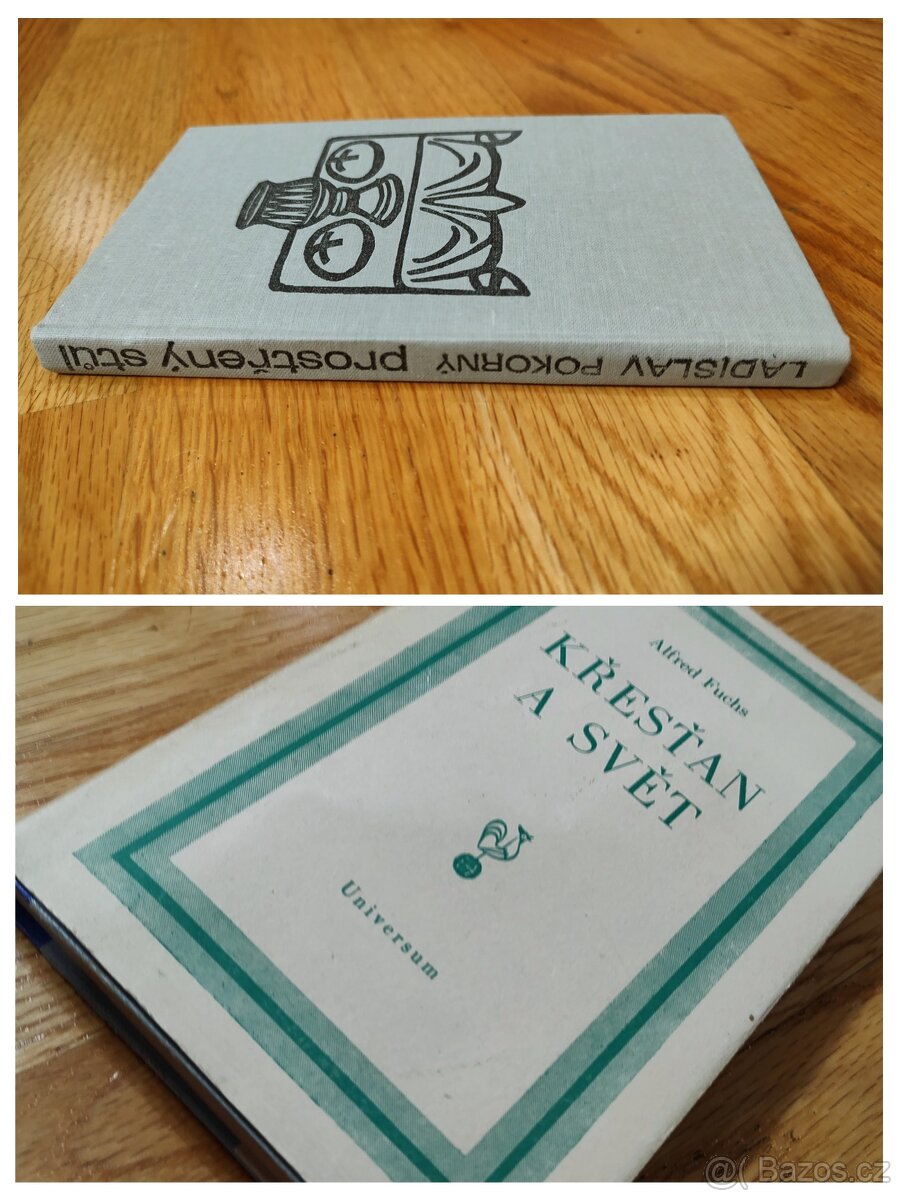 LADiSLAV POKORNÝ prostřený stůl
Alfred Fuchs
KŘESŤAN
A SVĚT
Universum
@( Bazos.cz